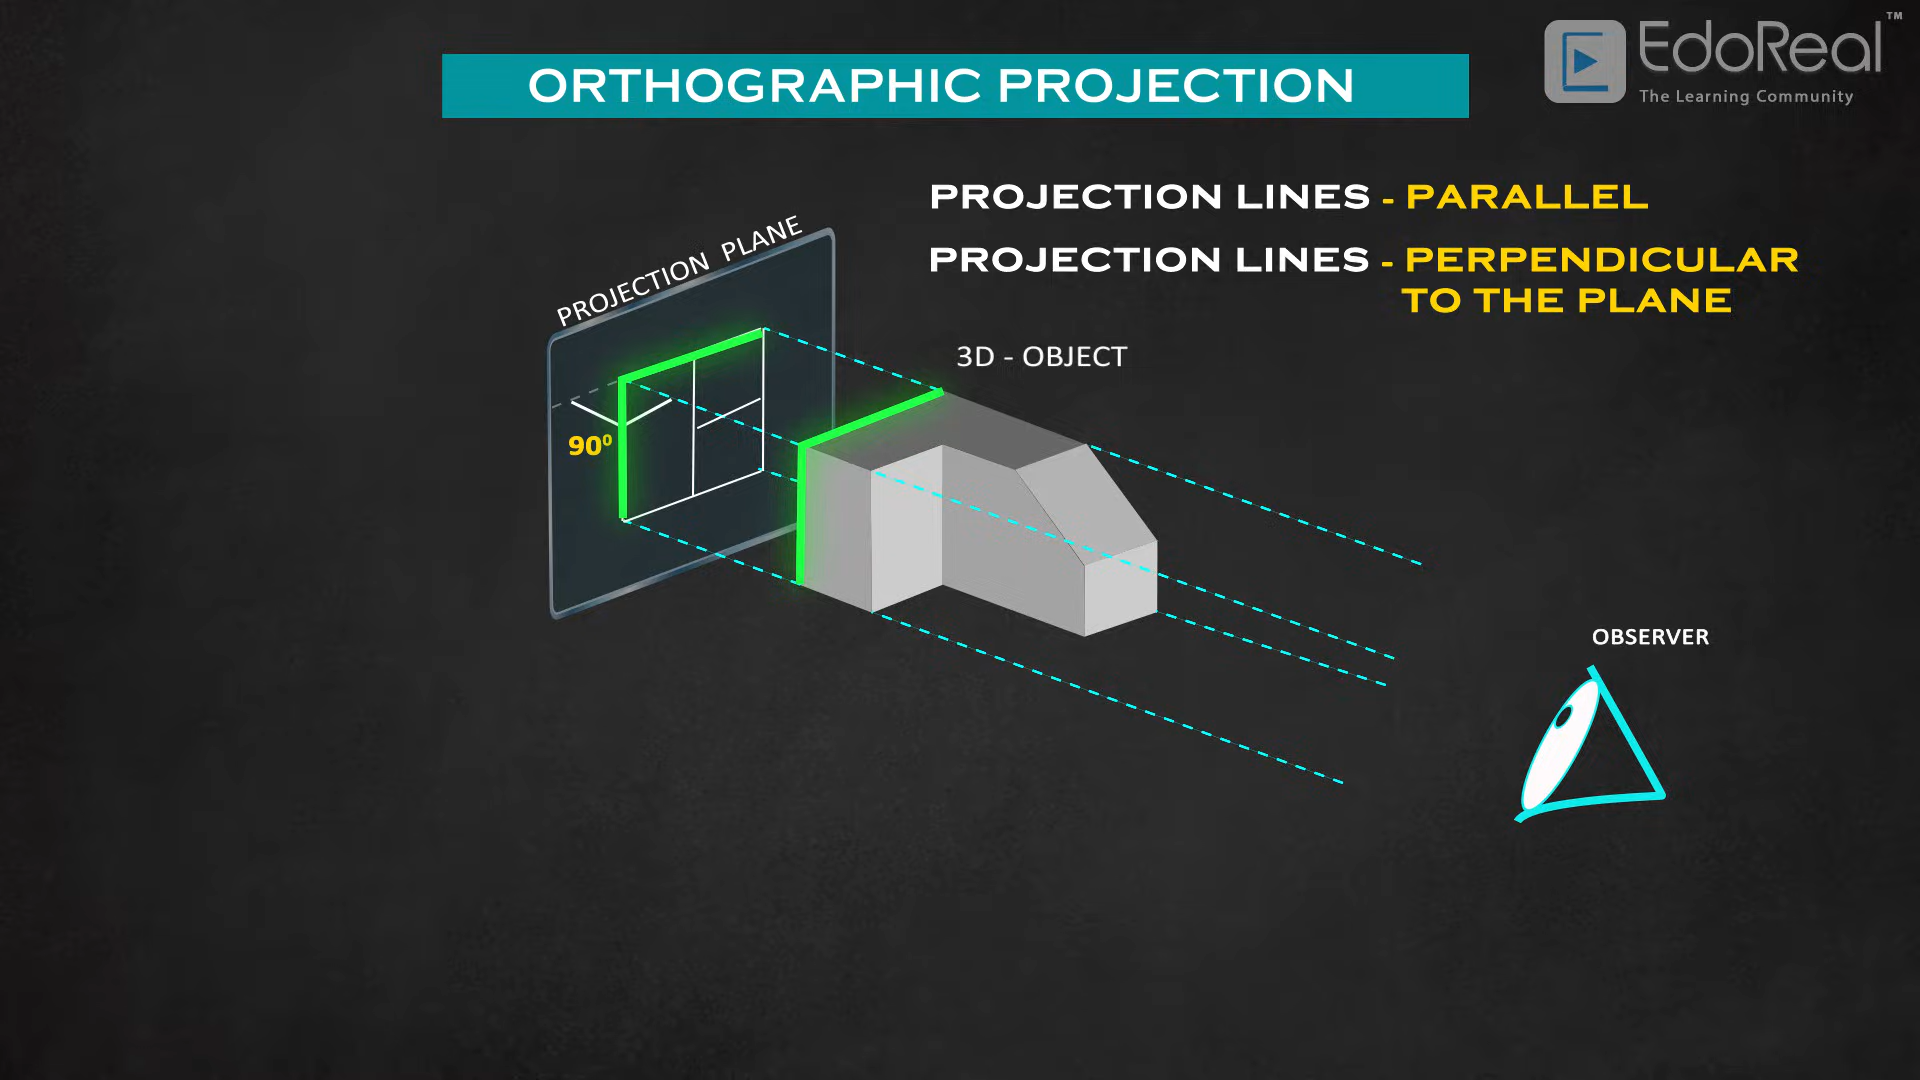 EdoReal™
The Learning Community
ORTHOGRAPHIC PROJECTION
PROJECTION LINES - PARALLEL
PROJECTION LINES - PERPENDICULAR
TO THE PLANE
PROJECTION PLANE
3D - OBJECT
90⁰
OBSERVER